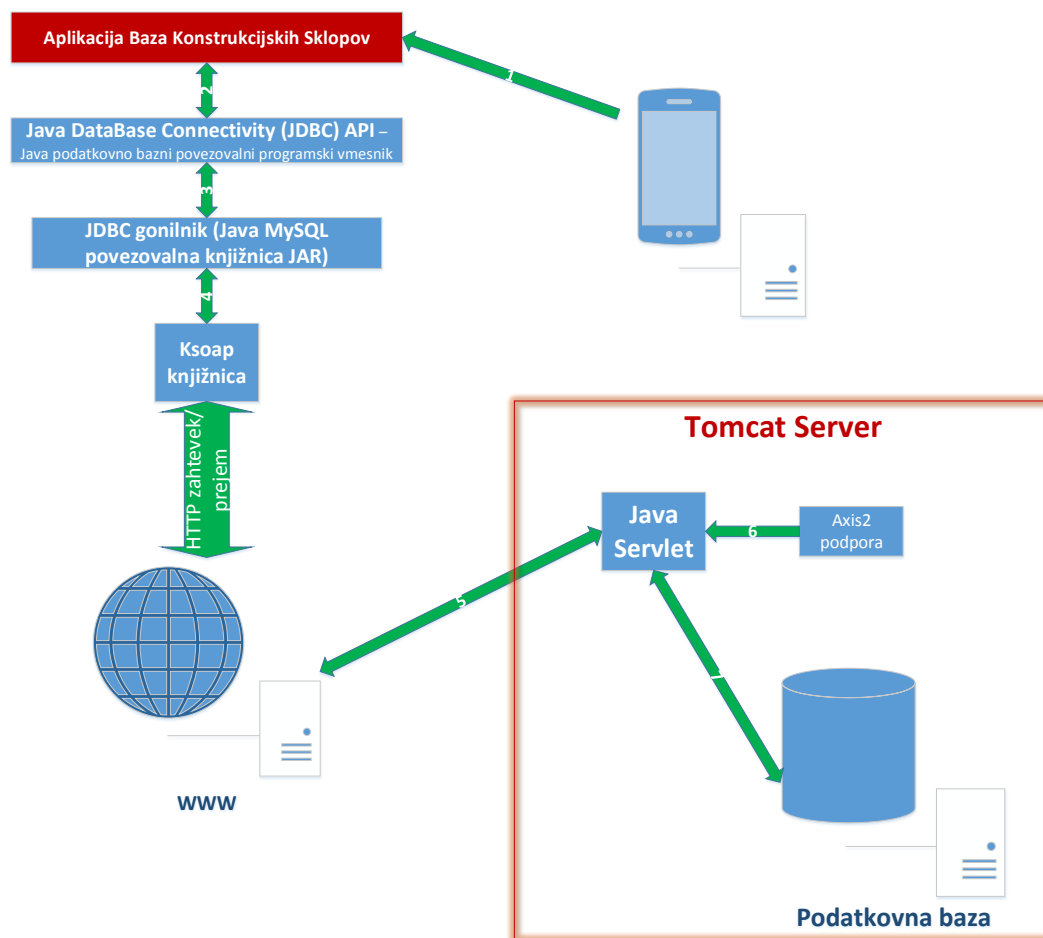 Aplikacija Baza Konstrukcijskih Sklopov
1
2
Java DataBase Connectivity (JDBC) API –
Java podatkovno bazni povezovalni programski vmesnik
3
JDBC gonilnik (Java MySQL
povezovalna knjižnica JAR)
4
Ksoap
knjižnica
HTTP zahtevek/
prejem
Tomcat Server
Java
Servlet
6
Axis2
podpora
5
7
WWW
Podatkovna baza